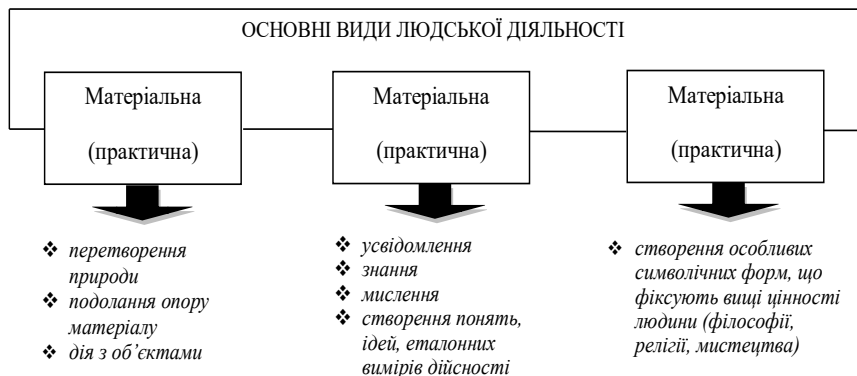 ОСНОВНІ ВИДИ ЛЮДСЬКОЇ ДІЯЛЬНОСТІ
Матеріальна
(практична)
Матеріальна
(практична)
Матеріальна
(практична)
❖ перетворення
природи
❖ подолання опору
матеріалу
❖ дія з об’єктами
❖ усвідомлення
❖ знання
❖ мислення
❖ створення понять,
ідей, еталонних
вимірів дійсності
❖ створення особливих
символічних форм, що
фіксують вищі цінності
людини (філософії,
релігії, мистецтва)